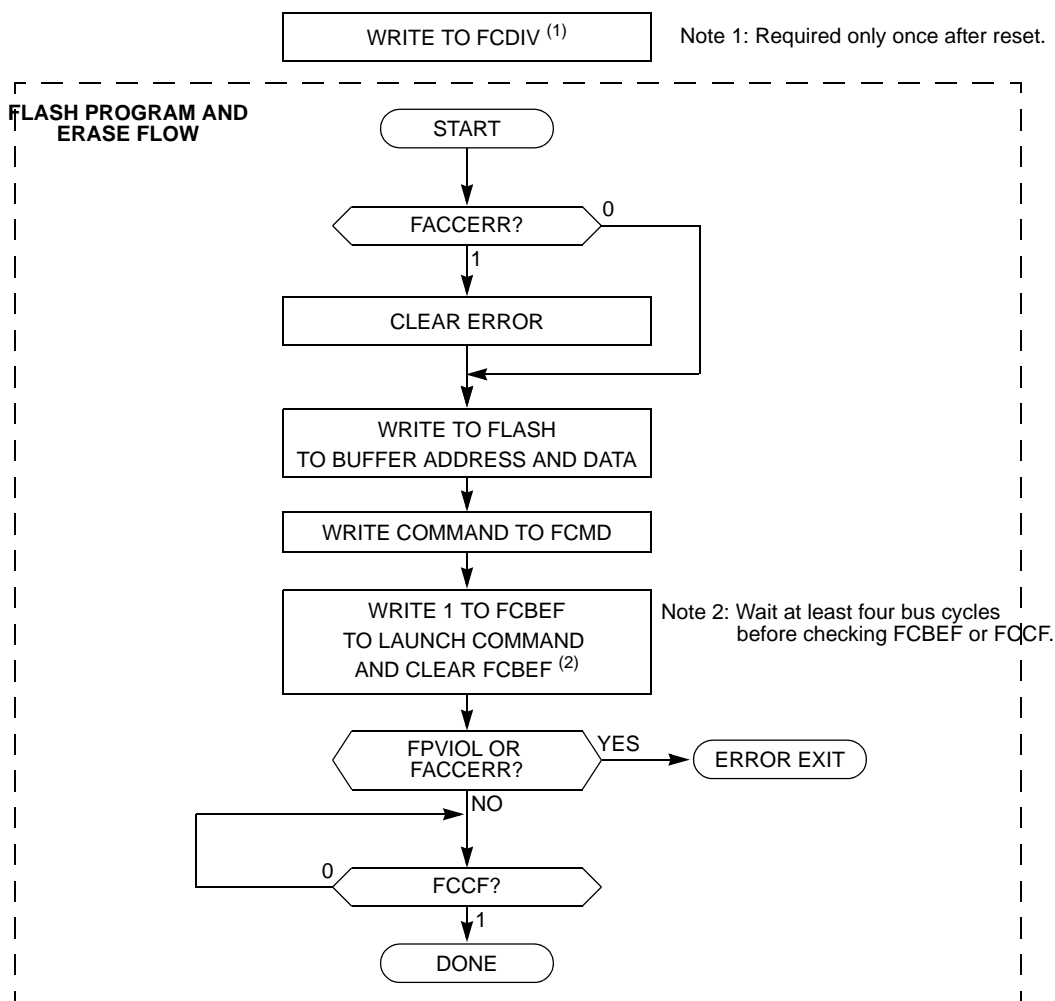 WRITE TO FCDIV (1)
Note 1: Required only once after reset.
FLASH PROGRAM AND
ERASE FLOW
START
FACCERR?
0
1
CLEAR ERROR
WRITE TO FLASH
TO BUFFER ADDRESS AND DATA
WRITE COMMAND TO FCMD
WRITE 1 TO FCBEF
TO LAUNCH COMMAND
AND CLEAR FCBEF (2)
Note 2: Wait at least four bus cycles
before checking FCBEF or FCCF.
FPVIOL OR
FACCERR?
YES
ERROR EXIT
NO
0
FCCF?
1
DONE